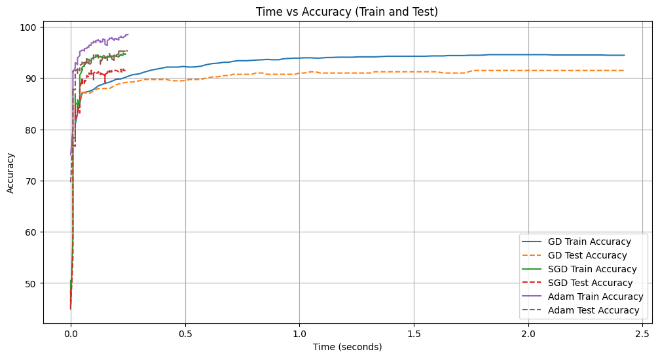 Time vs Accuracy (Train and Test)
100
90
80
70
60
50
Accuracy
0.0
0.5
1.0
1.5
2.0
2.5
Time (seconds)
GD Train Accuracy
GD Test Accuracy
SGD Train Accuracy
SGD Test Accuracy
Adam Train Accuracy
Adam Test Accuracy